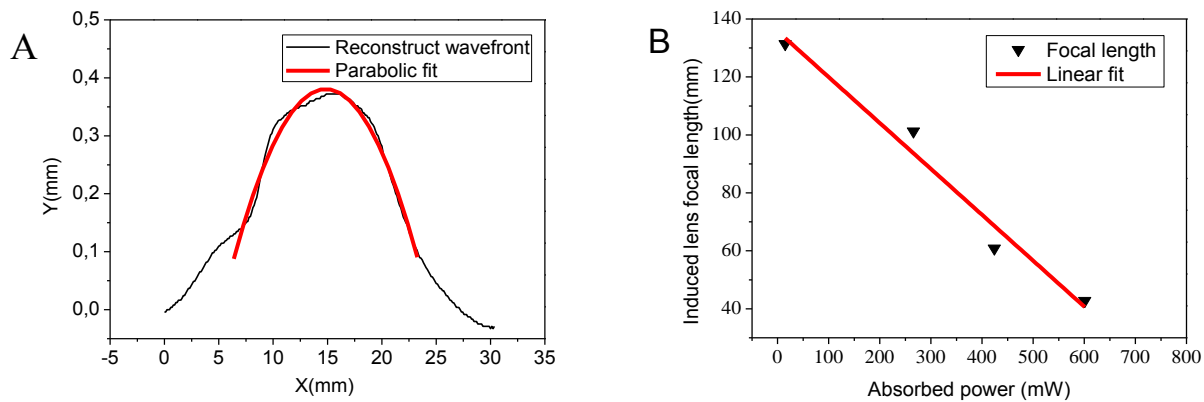 A
0,5
0,4
0,3
0,2
0,1
0,0
Y(mm)
Reconstruct wavefront
Parabolic fit
-5 0 5 10 15 20 25 30 35
X(mm)
B
140
120
100
80
60
40
Induced lens focal length(mm)
Focal length
Linear fit
0 100 200 300 400 500 600 700 800
Absorbed power (mW)